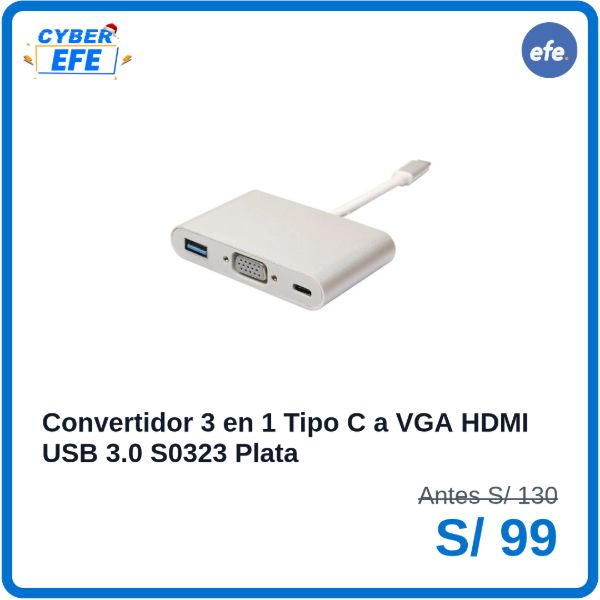 CYBER
EFE
efe.
Convertidor 3 en 1 Tipo C a VGA HDMI
USB 3.0 S0323 Plata
Antes S/ 130
S/ 99